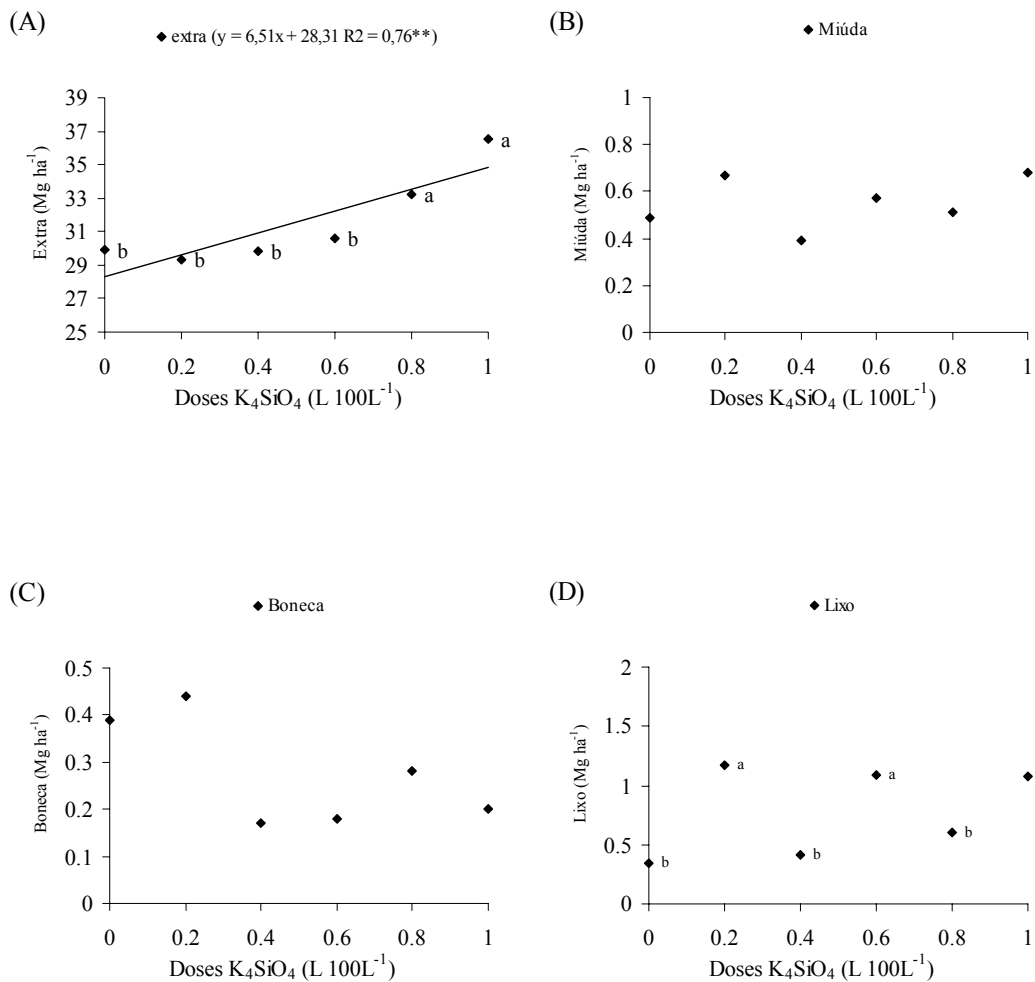 (A)
extra (y = 6,51x + 28,31 R2 = 0,76**)
Extra (Mg ha⁻¹)
39
37
35
33
31
29
27
25
b
b
b
b
a
a
0 0.2 0.4 0.6 0.8 1
Doses K₄SiO₄ (L 100L⁻¹)
(B)
Miúda
Miúda (Mg ha⁻¹)
1
0.8
0.6
0.4
0.2
0
0 0.2 0.4 0.6 0.8 1
Doses K₄SiO₄ (L 100L⁻¹)
(C)
Boneca
Boneca (Mg ha⁻¹)
0.5
0.4
0.3
0.2
0.1
0
0 0.2 0.4 0.6 0.8 1
Doses K₄SiO₄ (L 100L⁻¹)
(D)
Lixo
Lixo (Mg ha⁻¹)
2
1.5
1
0.5
0
b
a
b
a
b
0 0.2 0.4 0.6 0.8 1
Doses K₄SiO₄ (L 100L⁻¹)